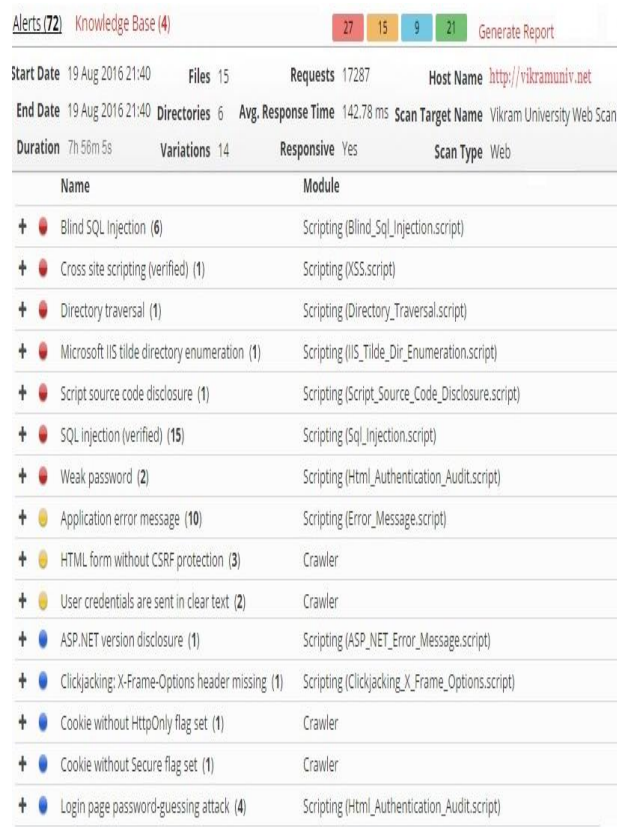 Alerts (72) Knowledge Base (4) 27 15 9 21 Generate Report
Start Date 19 Aug 2016 21:40 Files 15 Requests 17287 Host Name http://vikramuniv.net
End Date 19 Aug 2016 21:40 Directories 6 Avg. Response Time 142.78 ms Scan Target Name Vikram University Web Scan
Duration 7h 56m 5s Variations 14 Responsive Yes Scan Type Web
Name Module
Blind SQL Injection (6) Scripting (Blind_Sql_Injection.script)
Cross site scripting (verified) (1) Scripting (XSS.script)
Directory traversal (1) Scripting (Directory_Traversal.script)
Microsoft IIS tilde directory enumeration (1) Scripting (IIS_Tilde_Dir_Enumeration.script)
Script source code disclosure (1) Scripting (Script_Source_Code_Disclosure.script)
SQL injection (verified) (15) Scripting (Sql_Injection.script)
Weak password (2) Scripting (Html_Authentication_Audit.script)
Application error message (10) Scripting (Error_Message.script)
HTML form without CSRF protection (3) Crawler
User credentials are sent in clear text (2) Crawler
ASP.NET version disclosure (1) Scripting (ASP_NET_Error_Message.script)
Clickjacking: X-Frame-Options header missing (1) Scripting (Clickjacking_X_Frame_Options.script)
Cookie without HttpOnly flag set (1) Crawler
Cookie without Secure flag set (1) Crawler
Login page password-guessing attack (4) Scripting (Html_Authentication_Audit.script)